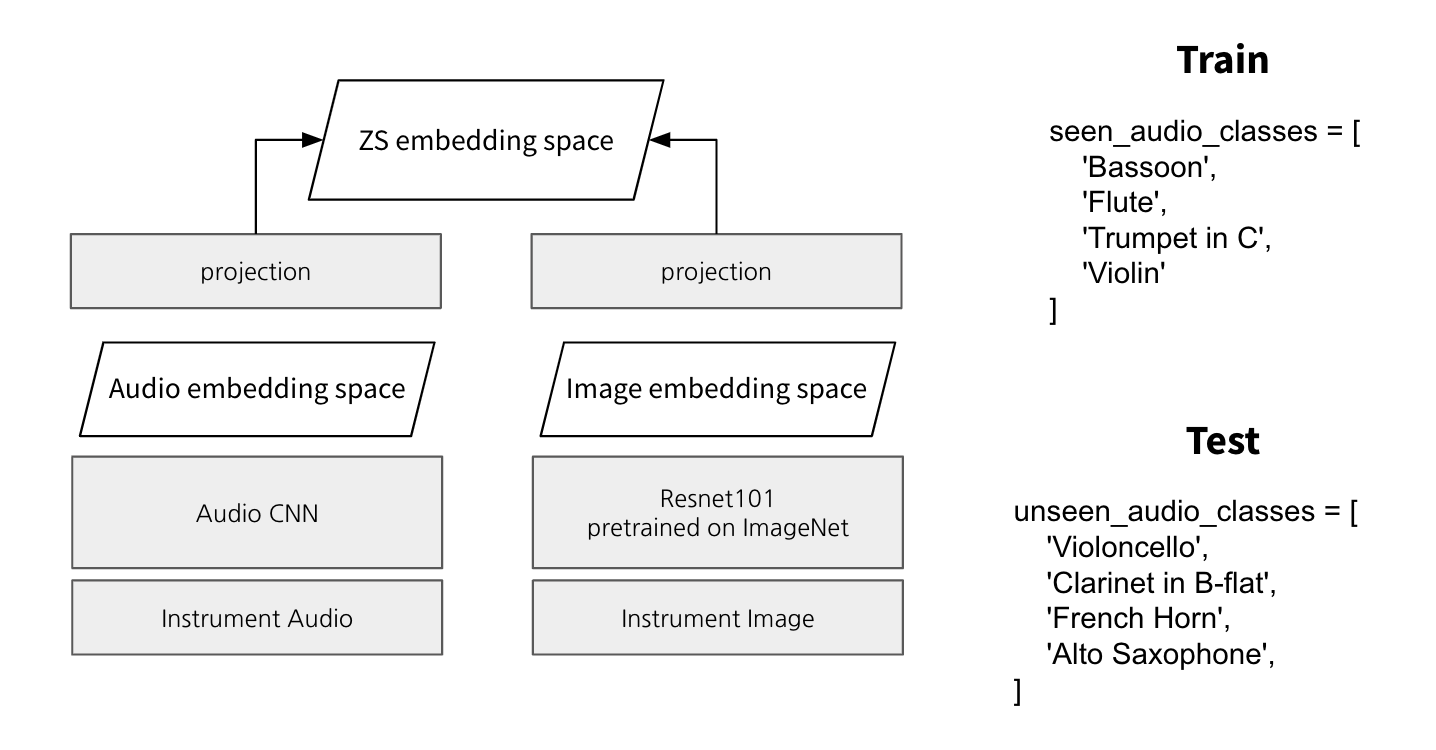 ZS embedding space
projection
projection
Audio embedding space
Image embedding space
Audio CNN
Resnet101
pretrained on ImageNet
Instrument Audio
Instrument Image
Train
seen_audio_classes = [
'Bassoon',
'Flute',
'Trumpet in C',
'Violin'
]
Test
unseen_audio_classes = [
'Violoncello',
'Clarinet in B-flat',
'French Horn',
'Alto Saxophone',
]